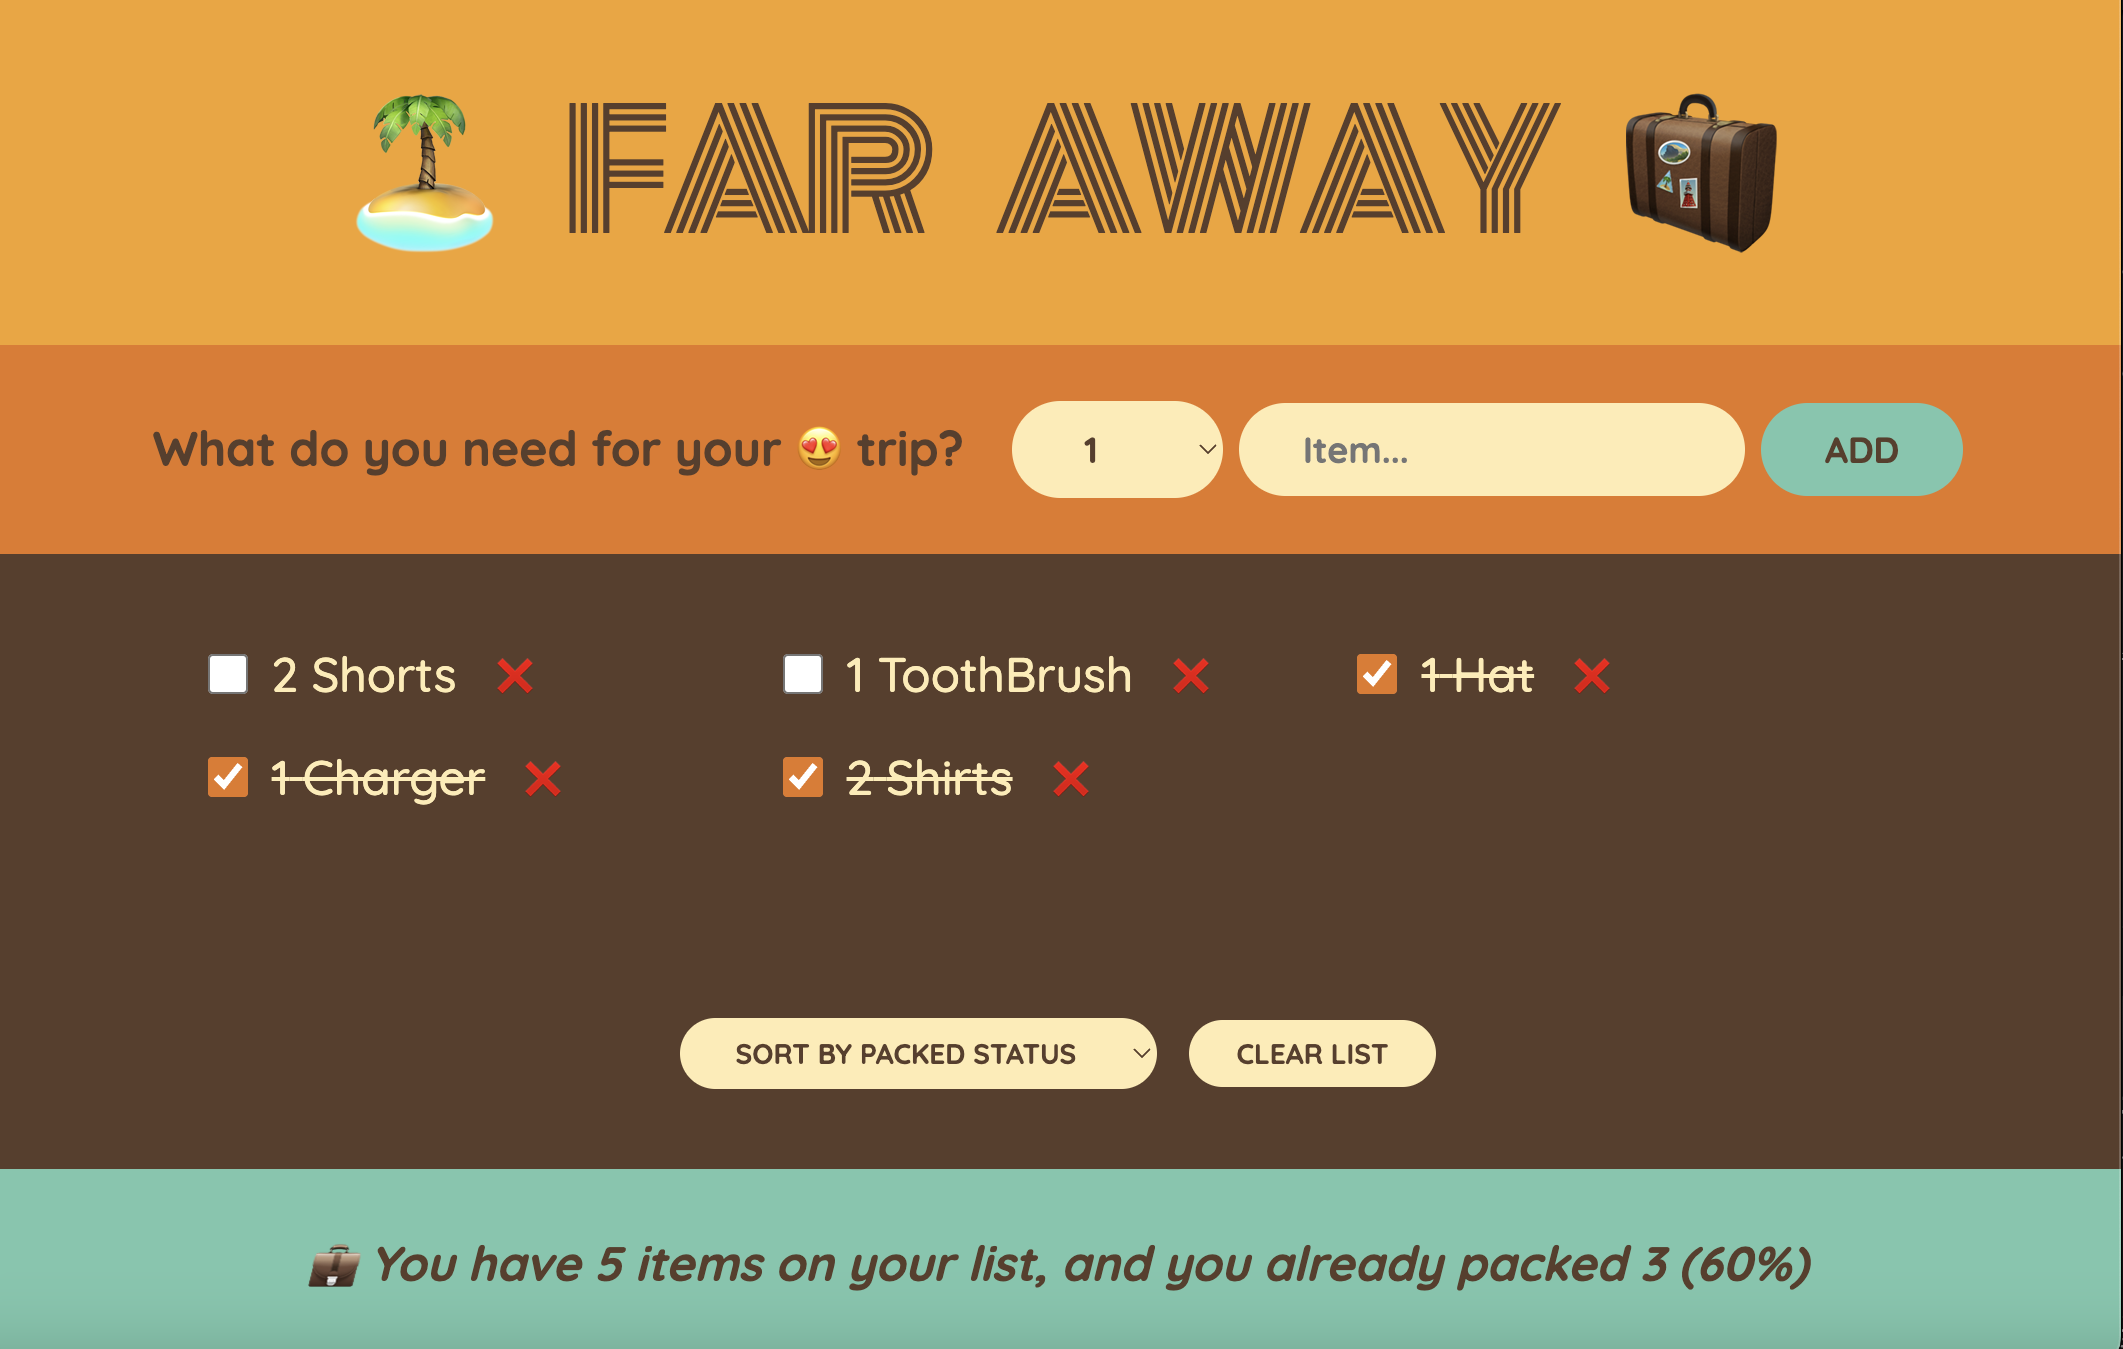 FAR AWAY
What do you need for your 😍 trip?
1
Item...
ADD
2 Shorts
1 ToothBrush
1 Hat
1 Charger
2 Shirts
SORT BY PACKED STATUS
CLEAR LIST
You have 5 items on your list, and you already packed 3 (60%)